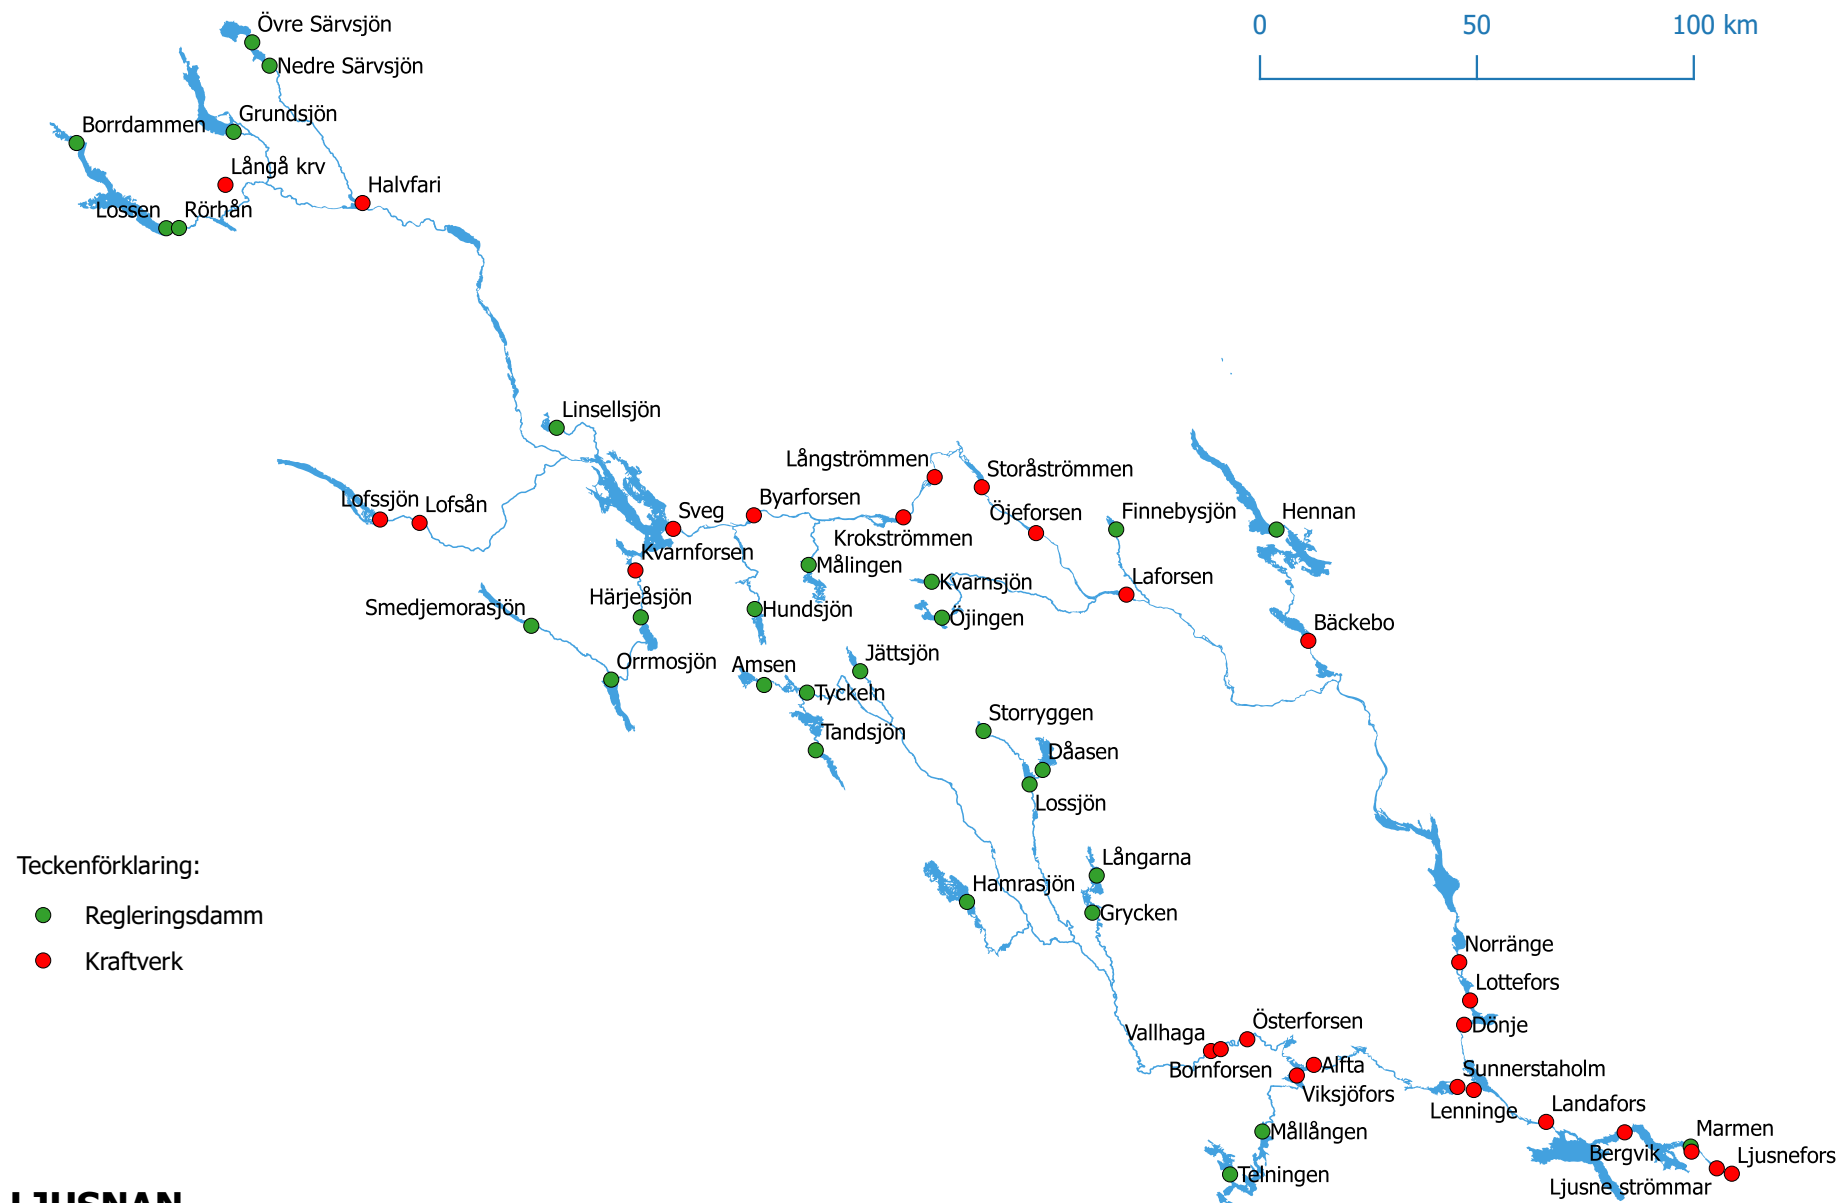 0 50 100 km
Övre Särvsjön
Nedre Särvsjön
Grundsjön
Borrdammen
Långå krv
Halvfari
Lossen
Rörhån
Linsellsjön
Lofssjön
Lofsån
Långströmmen
Storåströmmen
Byarforsen
Sveg
Öjeforsen
Finnebysjön
Hennan
Krokströmmen
Kvarnforsen
Målingen
Kvarnsjön
Laforsen
Härjeåsjön
Smedjemorasjön
Hundsjön
Öjingen
Bäckebo
Orrmosjön
Amsen
Jättsjön
Tyckeln
Storryggen
Tandsjön
Dåasen
Lossjön
Långarna
Teckenförklaring:
Hamrasjön
Regleringsdamm
Grycken
Kraftverk
Norränge
Lottefors
Dönje
Österforsen
Vallhaga
Bornforsen
Alfta
Sunnerstaholm
Viksjöfors
Lenninge
Landafors
Mållången
Marmen
Bergvik
Ljusnefors
Telningen
Ljusne strömmar
LJUSNAN